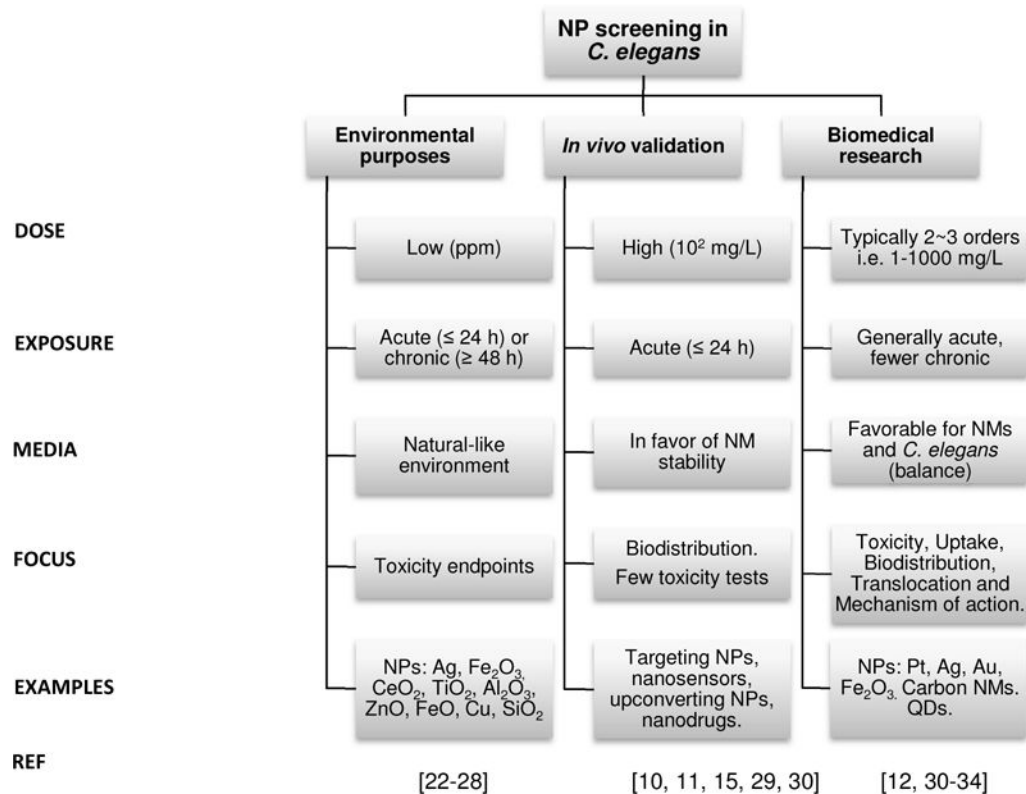 NP screening in
C. elegans
Environmental
purposes
In vivo validation
Biomedical
research
DOSE
Low (ppm)
High (10² mg/L)
Typically 2~3 orders
i.e. 1-1000 mg/L
EXPOSURE
Acute (≤ 24 h) or
chronic (≥ 48 h)
Acute (≤ 24 h)
Generally acute,
fewer chronic
MEDIA
Natural-like
environment
In favor of NM
stability
Favorable for NMs
and C. elegans
(balance)
FOCUS
Toxicity endpoints
Biodistribution.
Few toxicity tests
Toxicity, Uptake,
Biodistribution,
Translocation and
Mechanism of action.
EXAMPLES
NPs: Ag, Fe₂O₃,
CeO₂, TiO₂, Al₂O₃,
ZnO, FeO, Cu, SiO₂
Targeting NPs,
nanosensors,
upconverting NPs,
nanodrugs.
NPs: Pt, Ag, Au,
Fe₂O₃. Carbon NMs.
QDs.
REF
[22-28]
[10, 11, 15, 29, 30]
[12, 30-34]